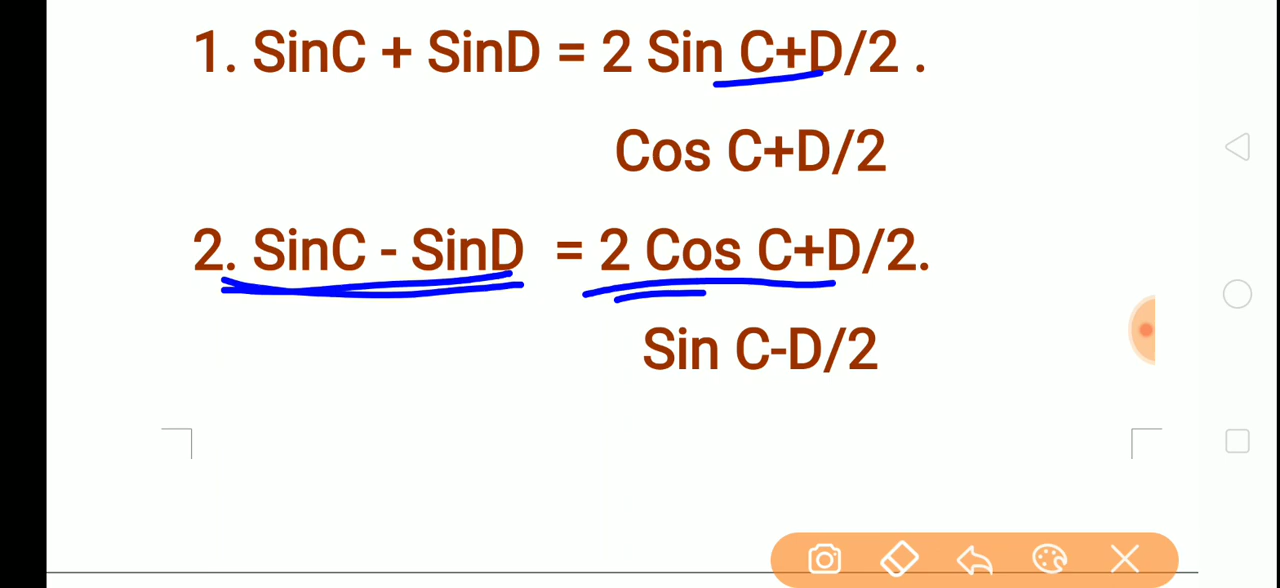 1. SinC + SinD = 2 Sin C+D/2 .
Cos C+D/2
2. SinC - SinD = 2 Cos C+D/2.
Sin C-D/2